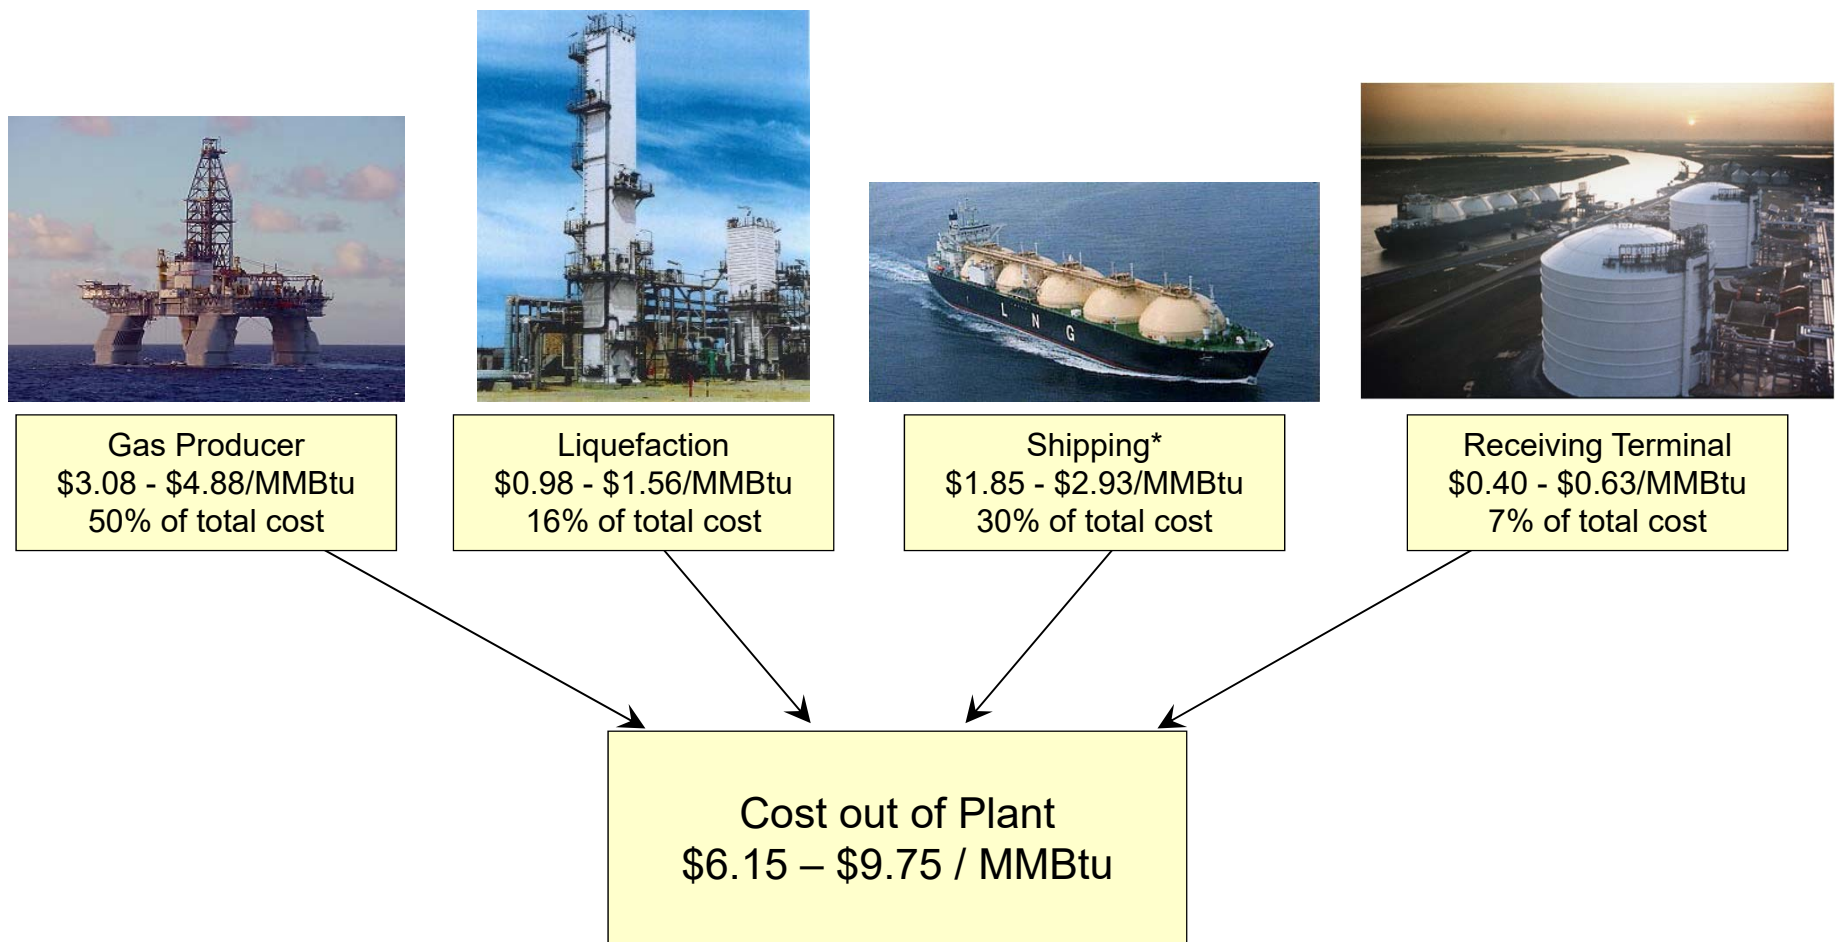 L N G
Gas Producer
$3.08 - $4.88/MMBtu
50% of total cost
Liquefaction
$0.98 - $1.56/MMBtu
16% of total cost
Shipping*
$1.85 - $2.93/MMBtu
30% of total cost
Receiving Terminal
$0.40 - $0.63/MMBtu
7% of total cost
Cost out of Plant
$6.15 – $9.75 / MMBtu